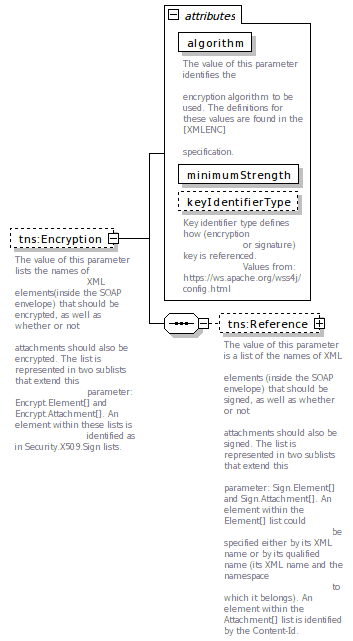 attributes
algorithm
The value of this parameter
identifies the
encryption algorithm to be
used. The definitions for
these values are found in the
[XMLENC]
specification.
minimumStrength
keyIdentifierType
Key identifier type defines
how (encryption
or signature)
key is referenced.
Values from:
https://ws.apache.org/wss4j/
config.html
tns:Encryption
The value of this parameter
lists the names of
XML
elements(inside the SOAP
envelope) that should be
encrypted, as well as
whether or not
attachments should also be
encrypted. The list is
represented in two sublists
that extend this
parameter:
Encrypt.Element[] and
Encrypt.Attachment[]. An
element within these lists is
identified as
in Security.X509.Sign lists.
tns:Reference
The value of this parameter
is a list of the names of XML
elements (inside the SOAP
envelope) that should be
signed, as well as whether
or not
attachments should also be
signed. The list is
represented in two sublists
that extend this
parameter: Sign.Element[]
and Sign.Attachment[]. An
element within the
Element[] list could
be
specified either by its XML
name or by its qualified
name (its XML name and the
namespace
to
which it belongs). An
element within the
Attachment[] list is identified
by the Content-Id.